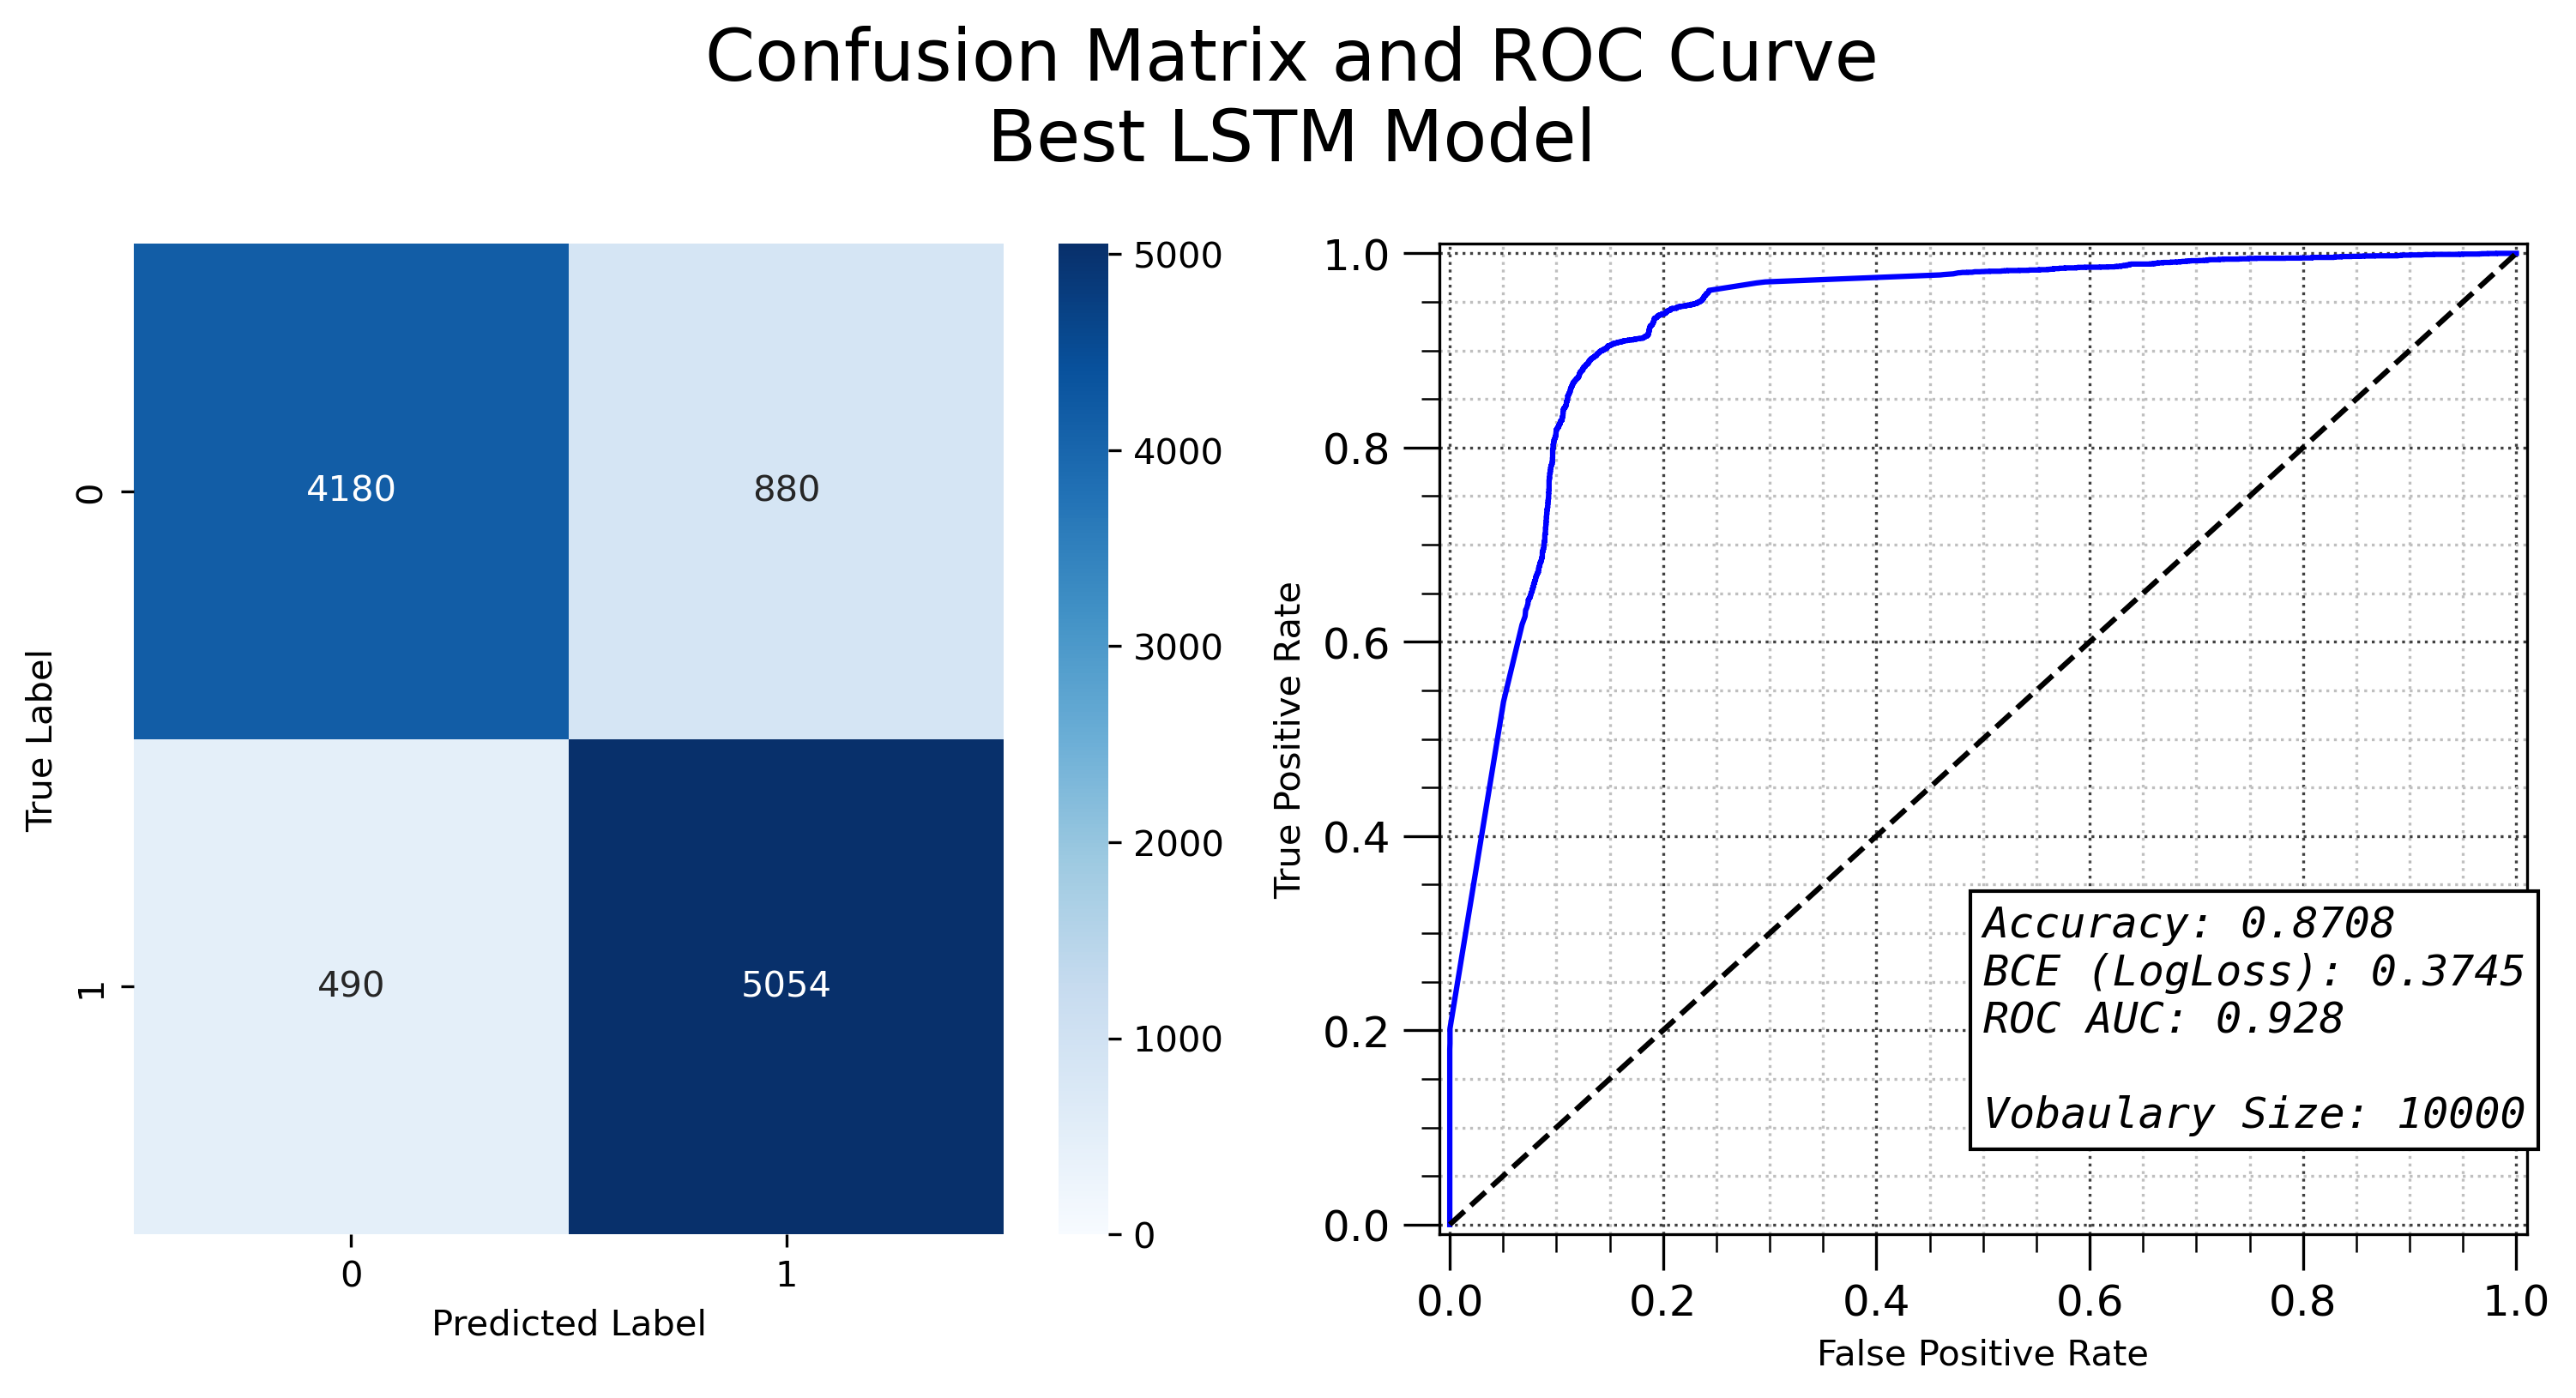 Confusion Matrix and ROC Curve
Best LSTM Model
True Label
0
1
4180
880
490
5054
0
1
Predicted Label
5000
4000
3000
2000
1000
0
True Positive Rate
1.0
0.8
0.6
0.4
0.2
0.0
Accuracy: 0.8708
BCE (LogLoss): 0.3745
ROC AUC: 0.928
Vobaulary Size: 10000
0.0
0.2
0.4
0.6
0.8
1.0
False Positive Rate